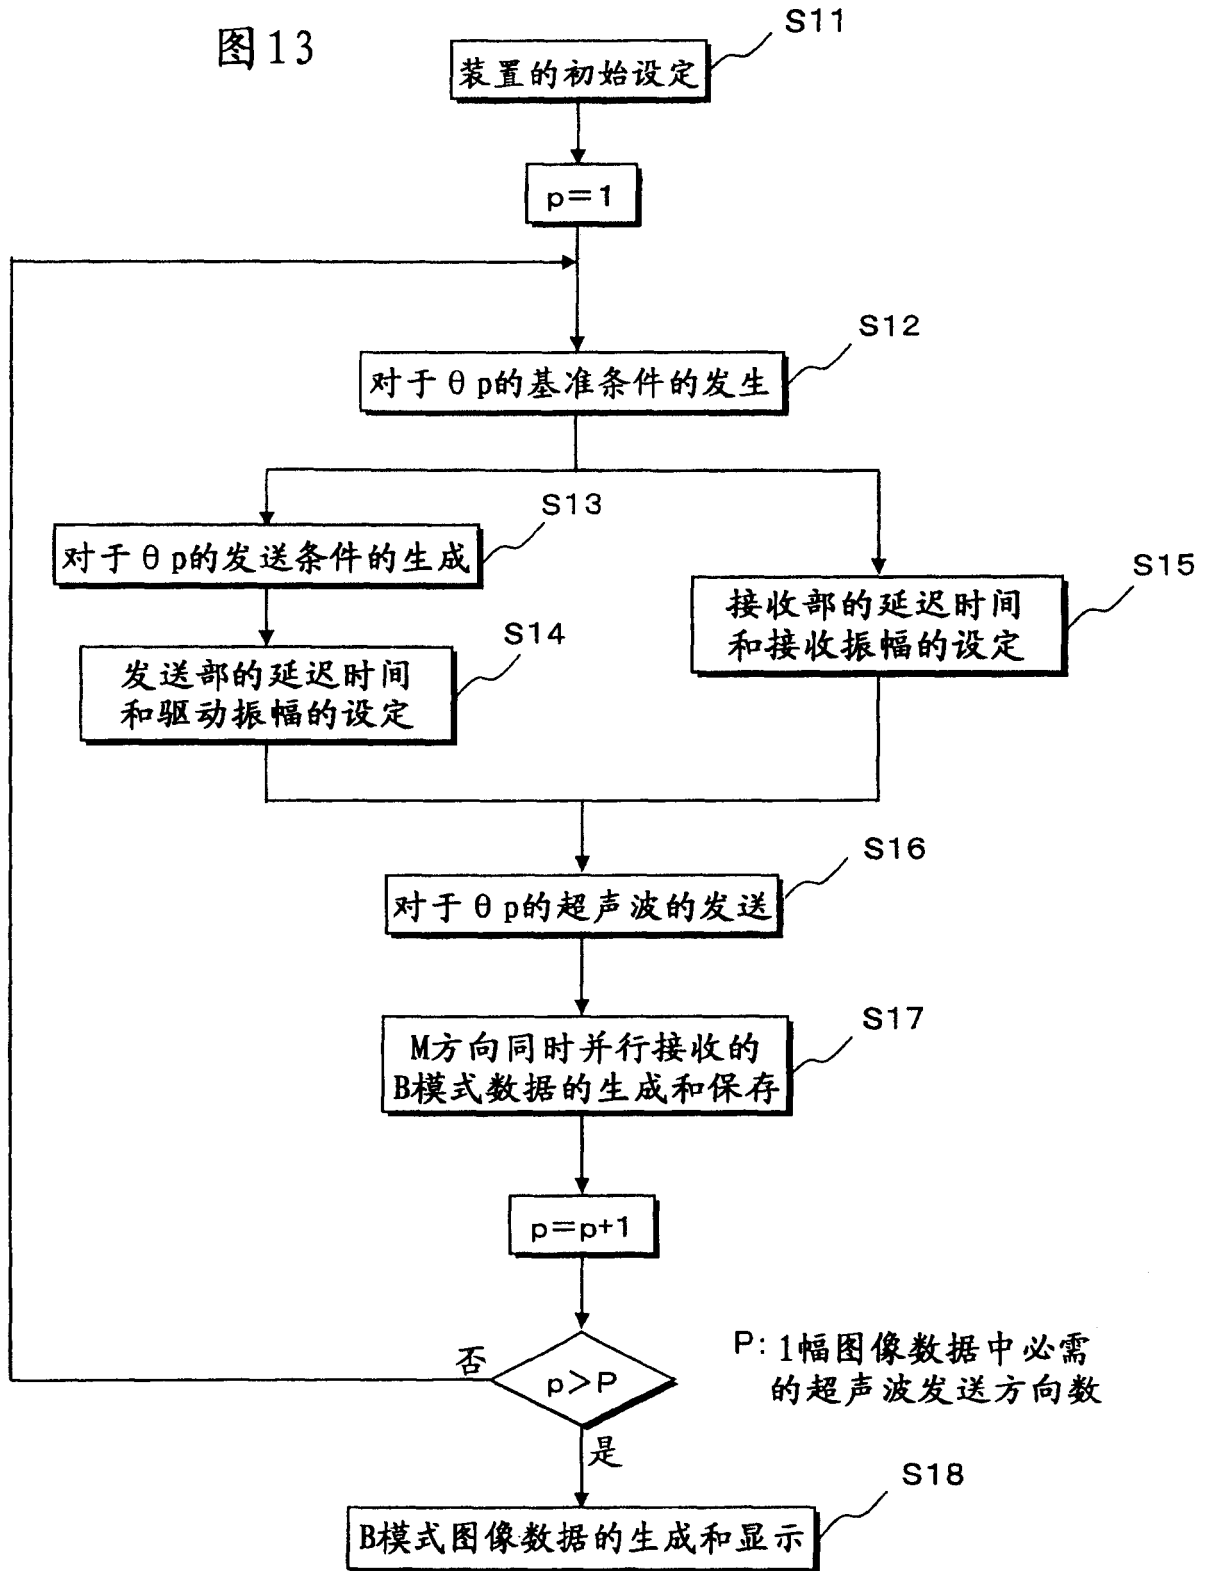 图13
S11
装置的初始设定
p=1
S12
对于θp的基准条件的发生
S13
对于θp的发送条件的生成
S14
发送部的延迟时间
和驱动振幅的设定
S15
接收部的延迟时间
和接收振幅的设定
S16
对于θp的超声波的发送
S17
M方向同时并行接收的
B模式数据的生成和保存
p=p+1
否
p>P
是
P:1幅图像数据中必需
的超声波发送方向数
S18
B模式图像数据的生成和显示